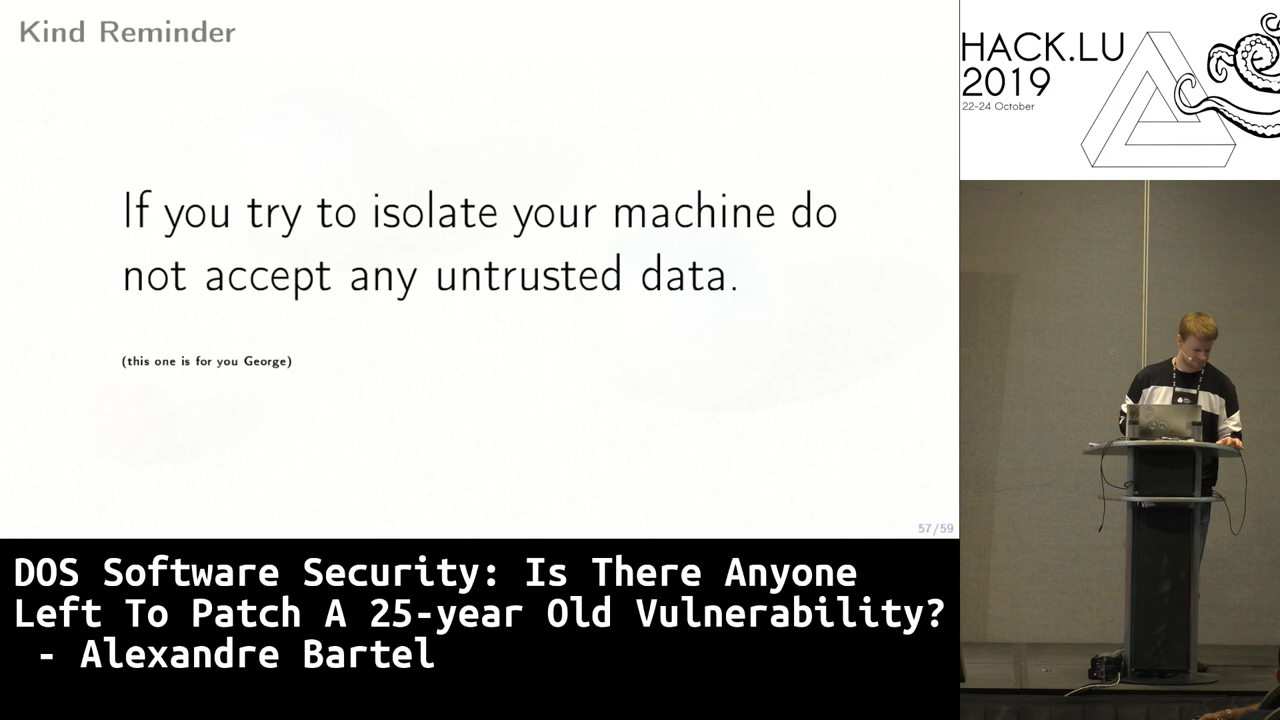 Kind Reminder
If you try to isolate your machine do
not accept any untrusted data.
(this one is for you George)
57/59
HACK.LU
2019
22-24 October
DOS Software Security: Is There Anyone
Left To Patch A 25-year Old Vulnerability?
- Alexandre Bartel